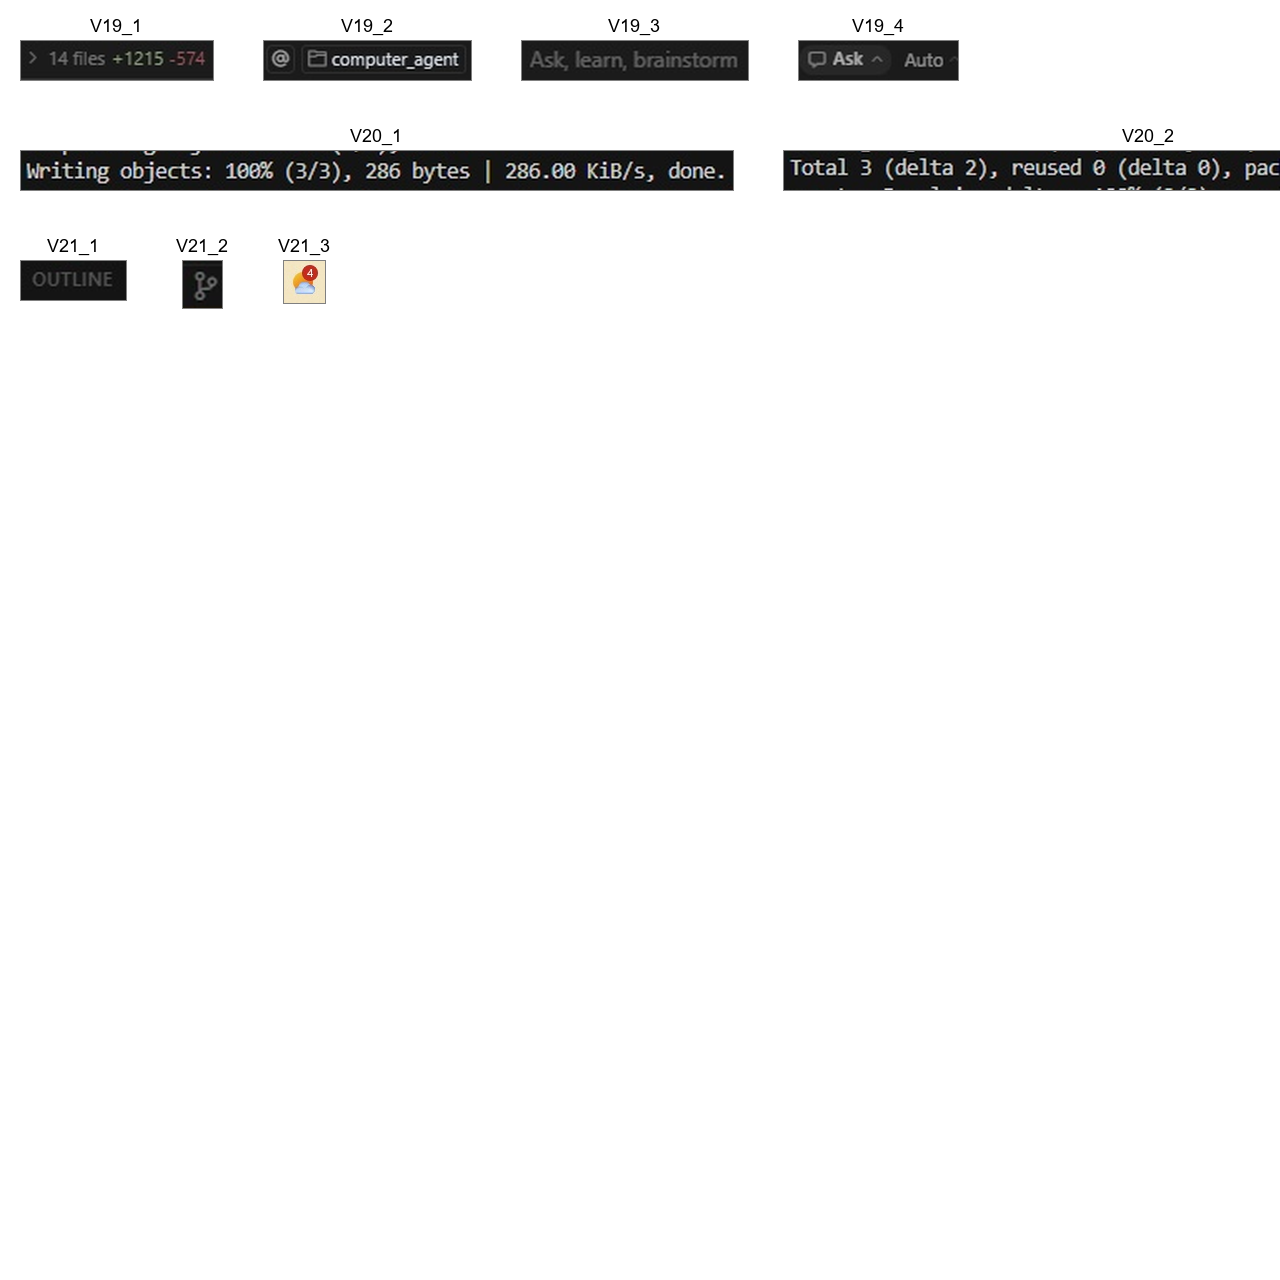 V19_1 V19_2 V19_3 V19_4
> 14 files +1215 -574 @ computer_agent Ask, learn, brainstorm Ask ^ Auto
V20_1 V20_2
Writing objects: 100% (3/3), 286 bytes | 286.00 KiB/s, done. Total 3 (delta 2), reused 0 (delta 0), pac
V21_1 V21_2 V21_3
OUTLINE 4